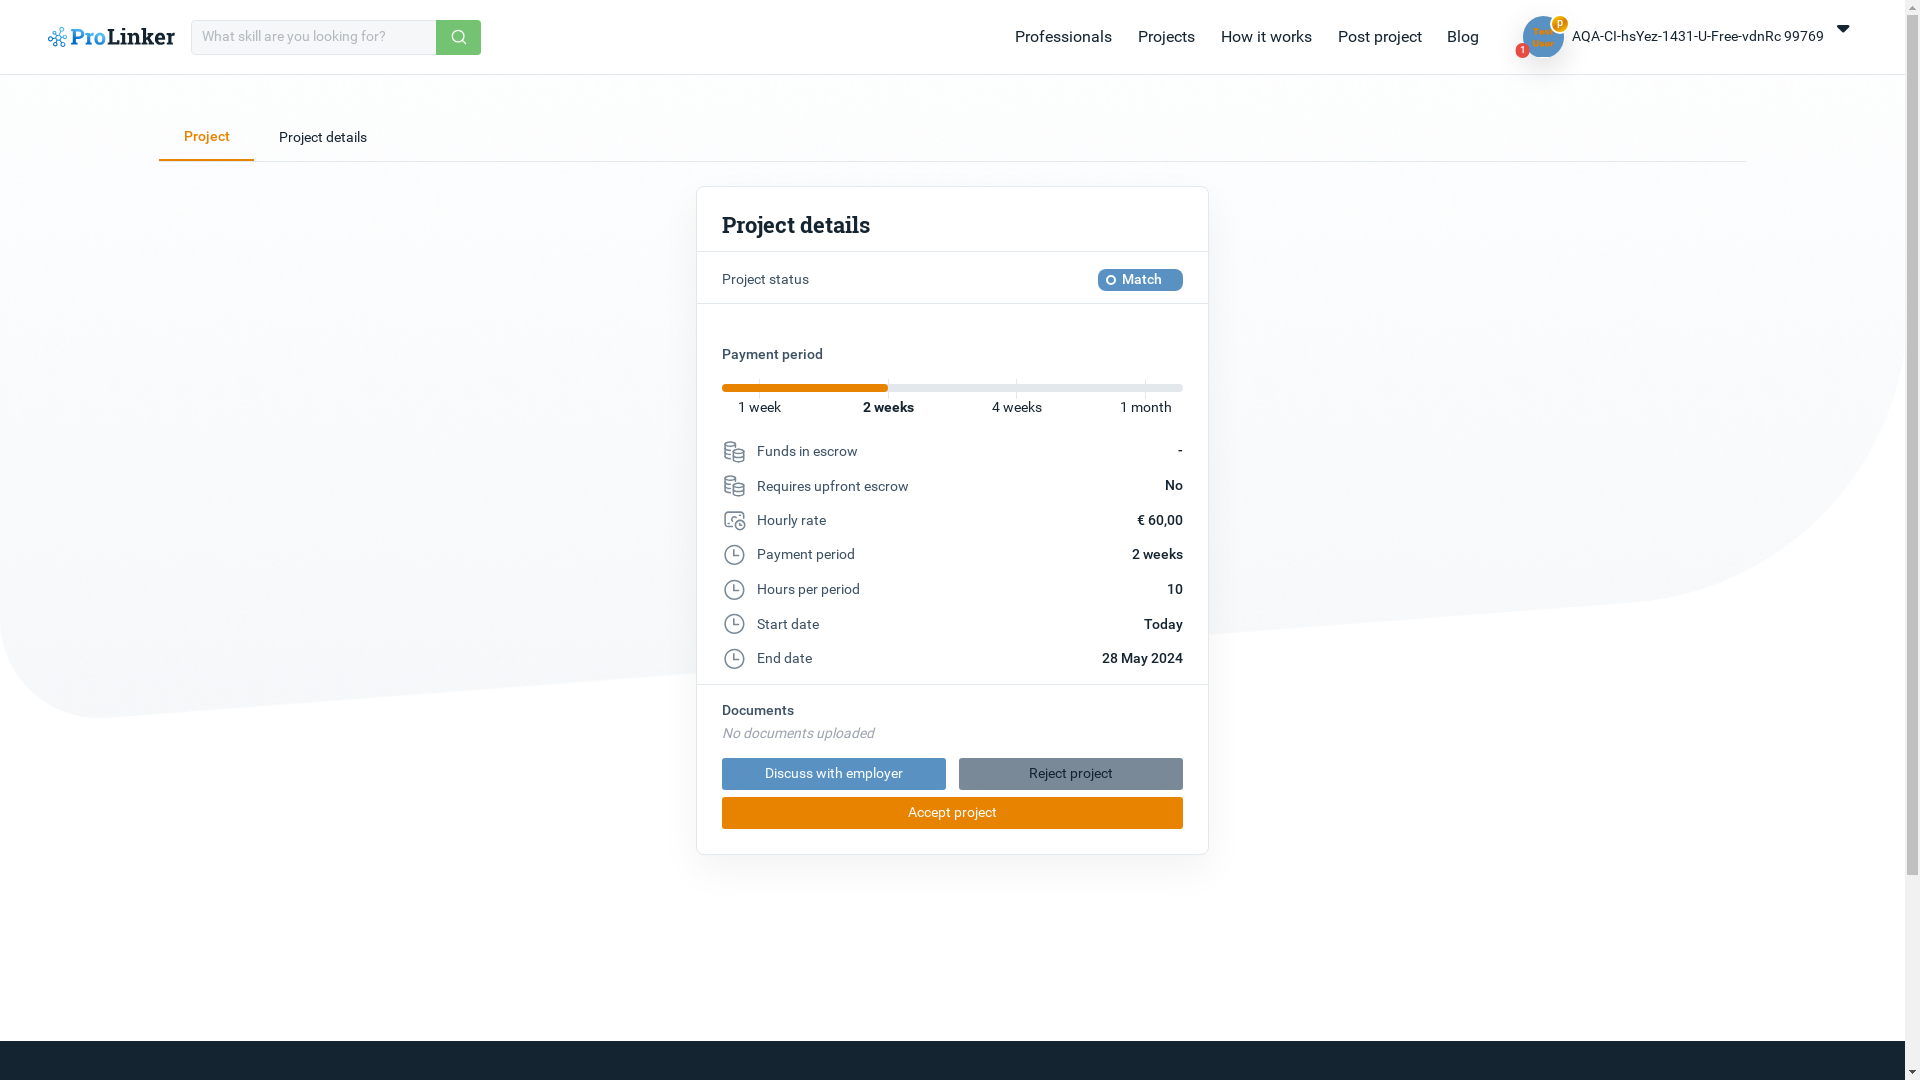 ProLinker
What skill are you looking for?
Professionals
Projects
How it works
Post project
Blog
p
1
AQA-CI-hsYez-1431-U-Free-vdnRc 99769
Project
Project details
Project details
Project status
Match
Payment period
1 week
2 weeks
4 weeks
1 month
Funds in escrow
-
Requires upfront escrow
No
Hourly rate
€ 60,00
Payment period
2 weeks
Hours per period
10
Start date
Today
End date
28 May 2024
Documents
No documents uploaded
Discuss with employer
Reject project
Accept project